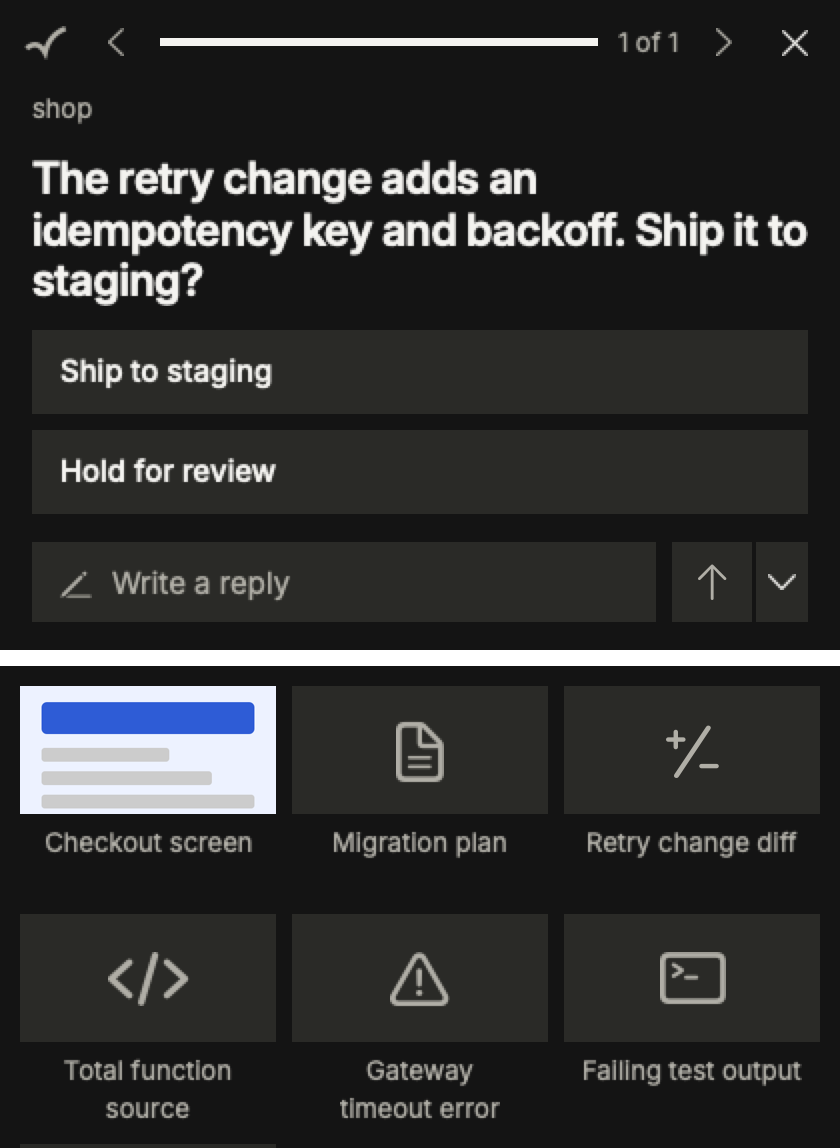 1 of 1
shop
The retry change adds an
idempotency key and backoff. Ship it to
staging?
Ship to staging
Hold for review
Write a reply
Checkout screen
Migration plan
Retry change diff
Total function
source
Gateway
timeout error
Failing test output